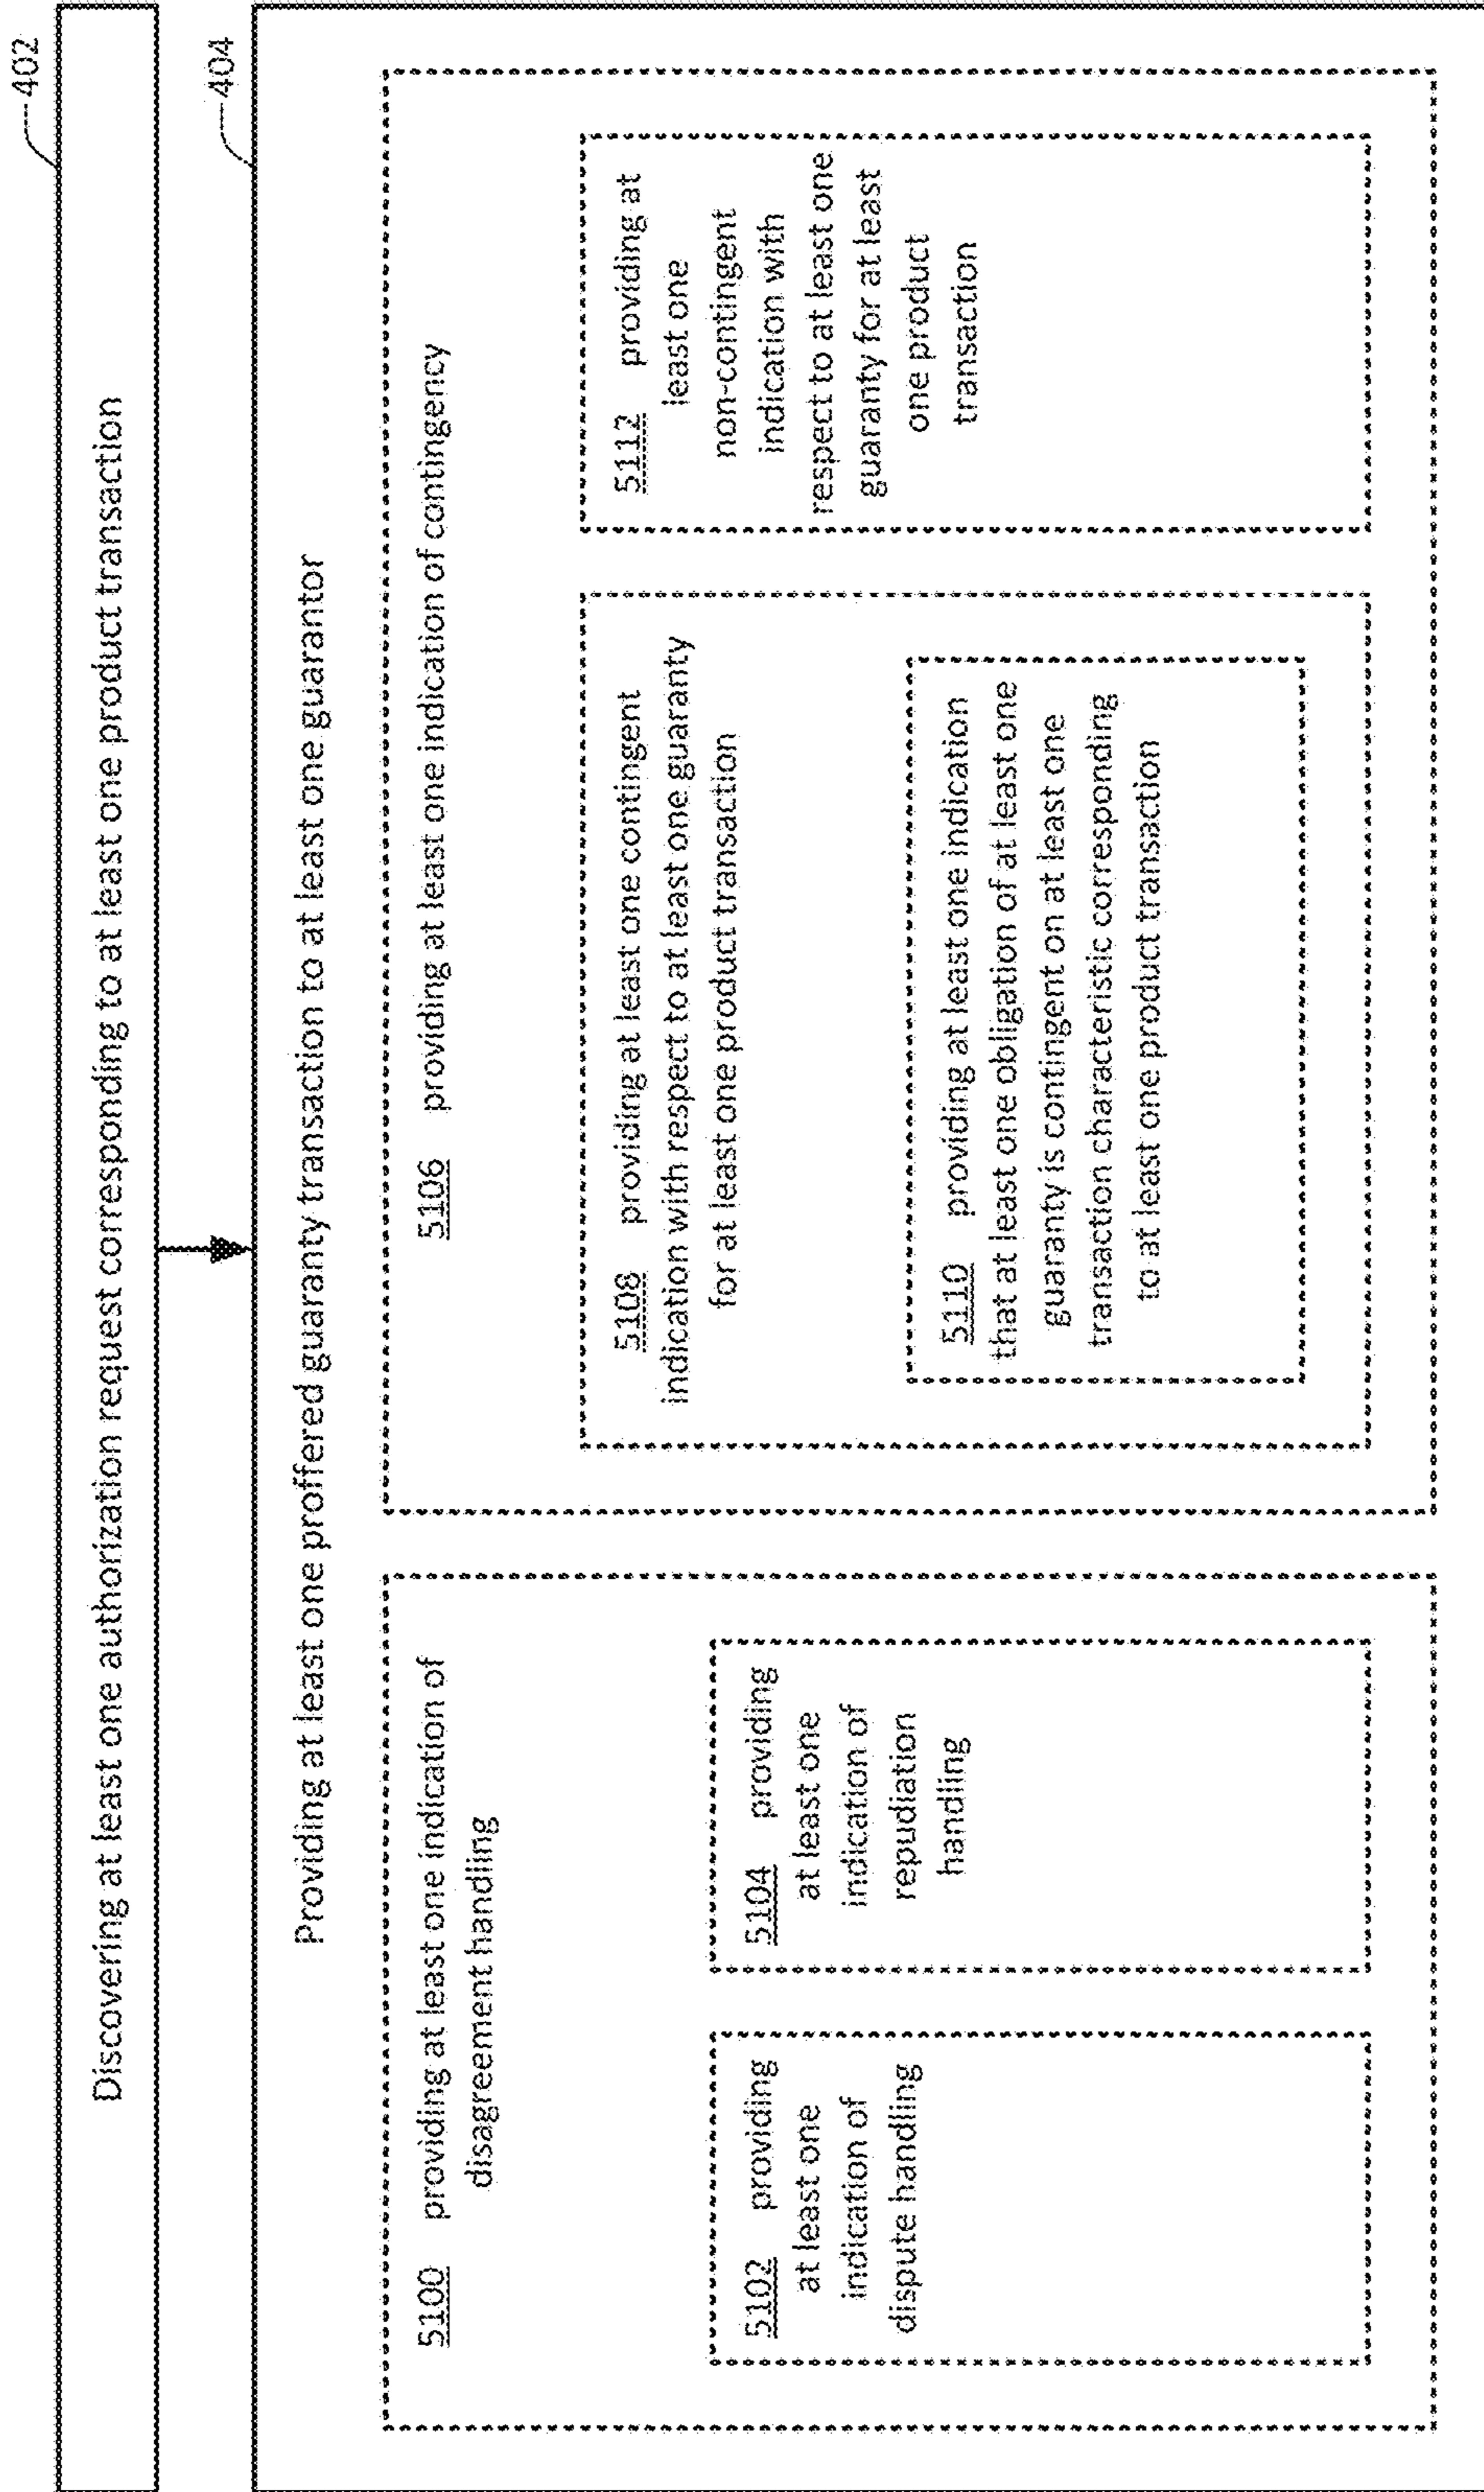 402
Discovering at least one authorization request corresponding to at least one product transaction
404
Providing at least one proffered guaranty transaction to at least one guarantor
5100 providing at least one indication of
disagreement handling
5102 providing
at least one
indication of
dispute handling
5104 providing
at least one
indication of
repudiation
handling
5106 providing at least one indication of contingency
5108 providing at least one contingent
indication with respect to at least one guaranty
for at least one product transaction
5110 providing at least one indication
that at least one obligation of at least one
guaranty is contingent on at least one
transaction characteristic corresponding
to at least one product transaction
5112 providing at
least one
non-contingent
indication with
respect to at least one
guaranty for at least
one product
transaction